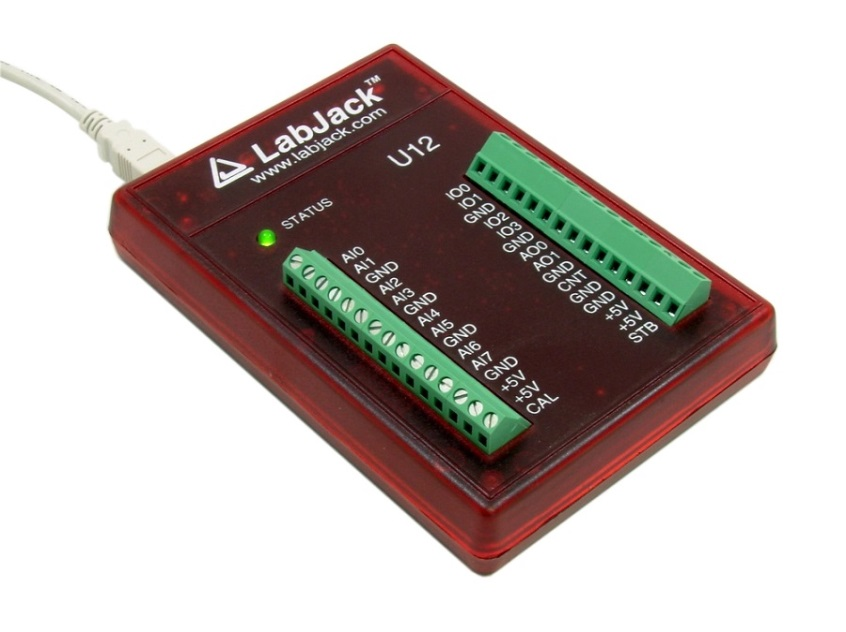 LabJack™
www.labjack.com
U12
STATUS
AI0
AI1
GND
AI2
AI3
GND
AI4
AI5
GND
AI6
AI7
GND
+5V
+5V
CAL
IO0
IO1
GND
IO2
IO3
GND
AO0
AO1
GND
CNT
GND
GND
+5V
+5V
STB